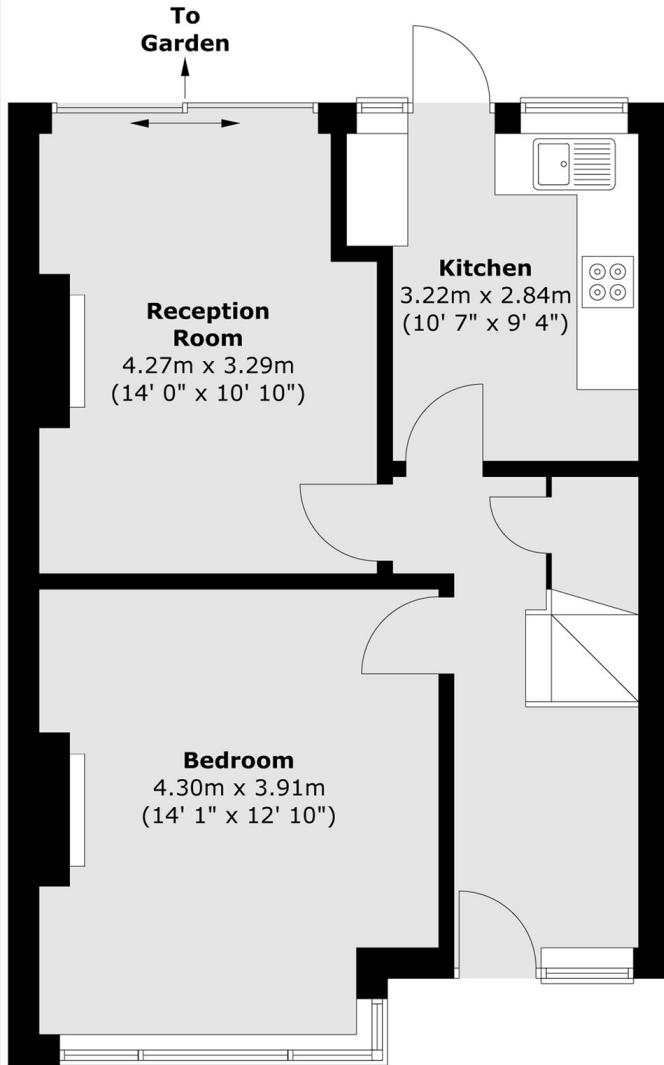 To
Garden
Kitchen
3.22m x 2.84m
(10' 7" x 9' 4")
Reception
Room
4.27m x 3.29m
(14' 0" x 10' 10")
Bedroom
4.30m x 3.91m
(14' 1" x 12' 10")